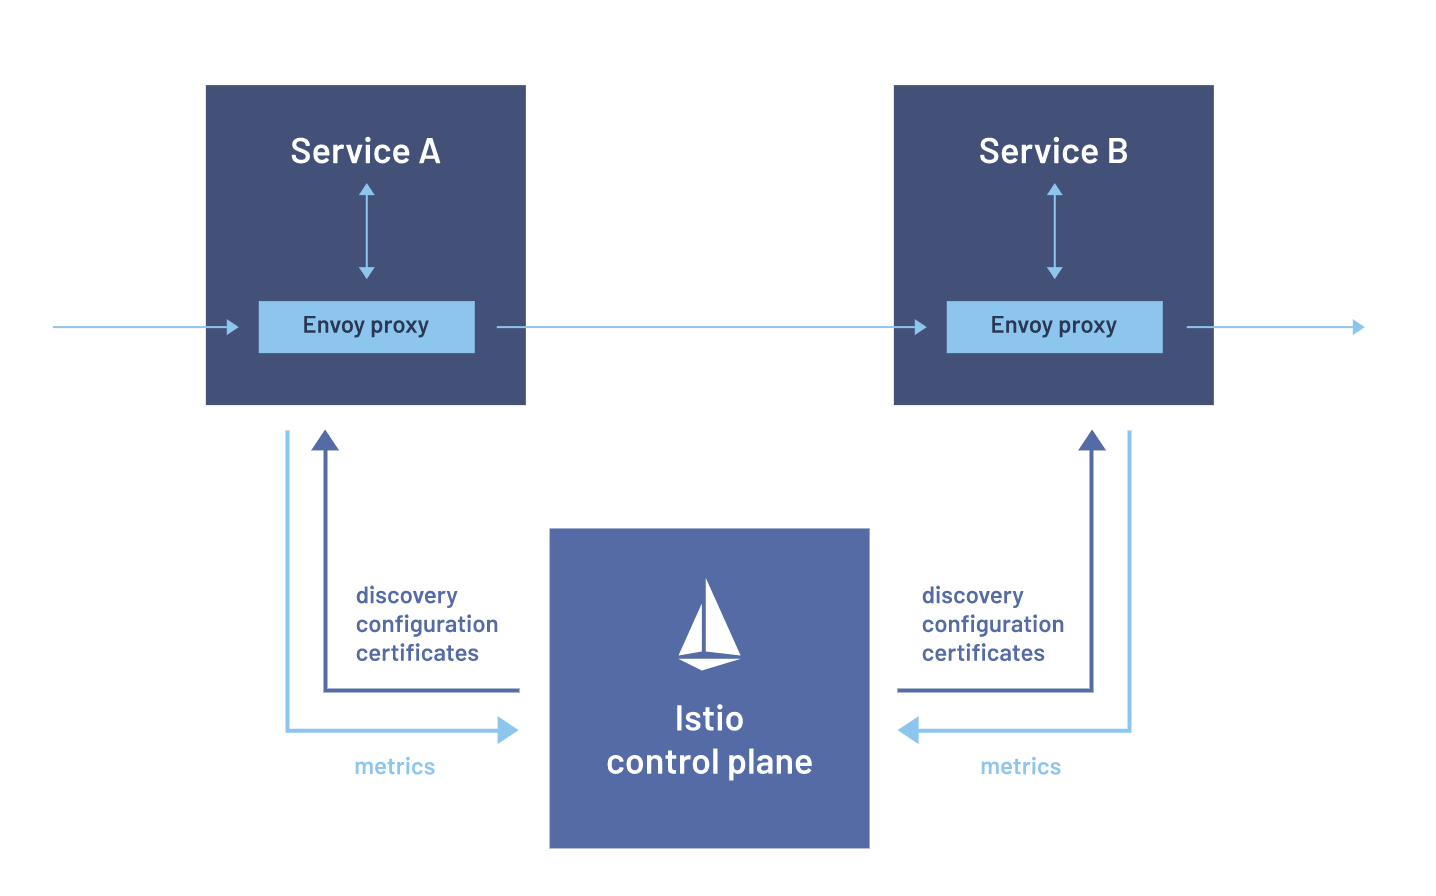 Service A
Service B
Envoy proxy
Envoy proxy
discovery
configuration
certificates
discovery
configuration
certificates
Istio
control plane
metrics
metrics